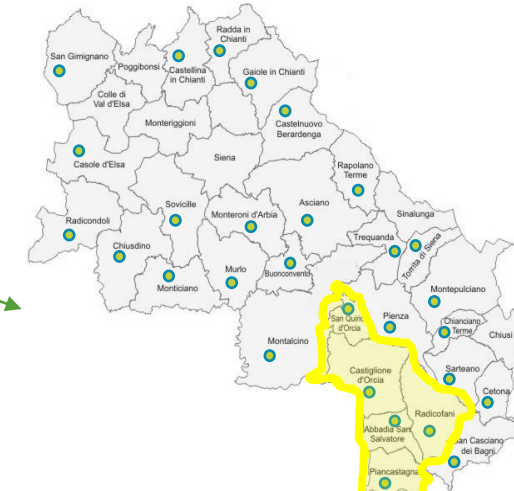 Radda in
Chianti
San Gimignano
Poggibonsi
Castellina
in Chianti
Gaiole in Chianti
Colle di
Val d'Elsa
Monteriggioni
Castelnuovo
Berardenga
Siena
Casole d'Elsa
Rapolano
Terme
Sovicille
Asciano
Radicondoli
Monteroni d'Arbia
Sinalunga
Trequanda
Torrita di Siena
Chiusdino
Murlo
Buonconvento
Monticiano
Montepulciano
San Quirico
d'Orcia
Pienza
Chianciano
Terme
Chiusi
Montalcino
Castiglione
d'Orcia
Sarteano
Cetona
Radicofani
Abbadia San
Salvatore
San Casciano
dei Bagni
Piancastagna